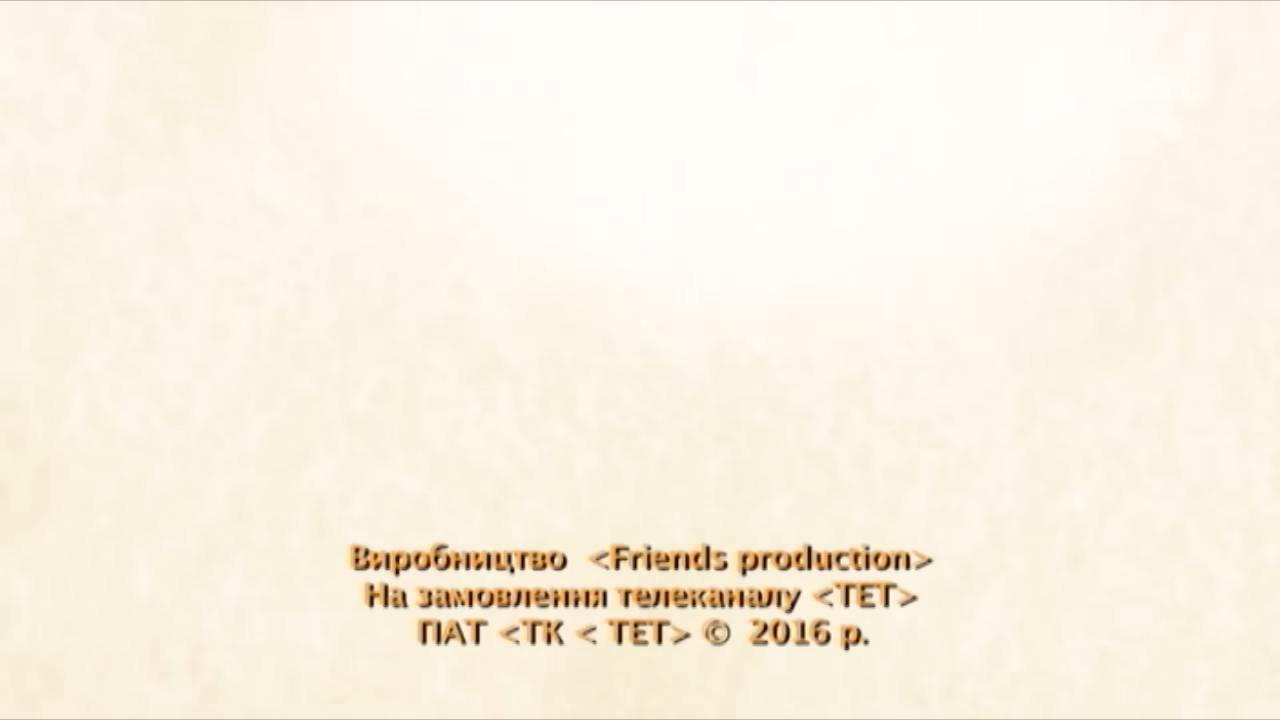 Виробництво <Friends production>
На замовлення телеканалу <ТЕТ>
ПАТ <ТК < ТЕТ> © 2016 р.